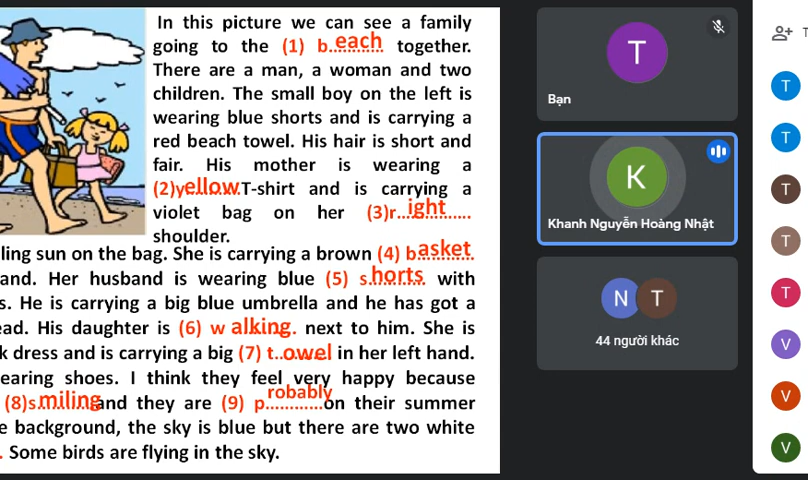 In this picture we can see a family
going to the (1) b..each.. together.
There are a man, a woman and two
children. The small boy on the left is
wearing blue shorts and is carrying a
red beach towel. His hair is short and
fair. His mother is wearing a
(2)yellow T-shirt and is carrying a
violet bag on her (3)r..ight............
shoulder.
ling sun on the bag. She is carrying a brown (4) basket
and. Her husband is wearing blue (5) s.horts with
s. He is carrying a big blue umbrella and he has got a
ead. His daughter is (6) w alking. next to him. She is
k dress and is carrying a big (7) t..owel in her left hand.
earing shoes. I think they feel very happy because
(8)s.miling and they are (9) probably............on their summer
e background, the sky is blue but there are two white
. Some birds are flying in the sky.
T
Bạn
K
Khanh Nguyễn Hoàng Nhật
N T
44 người khác
T
T
T
T
T
T
V
V
V